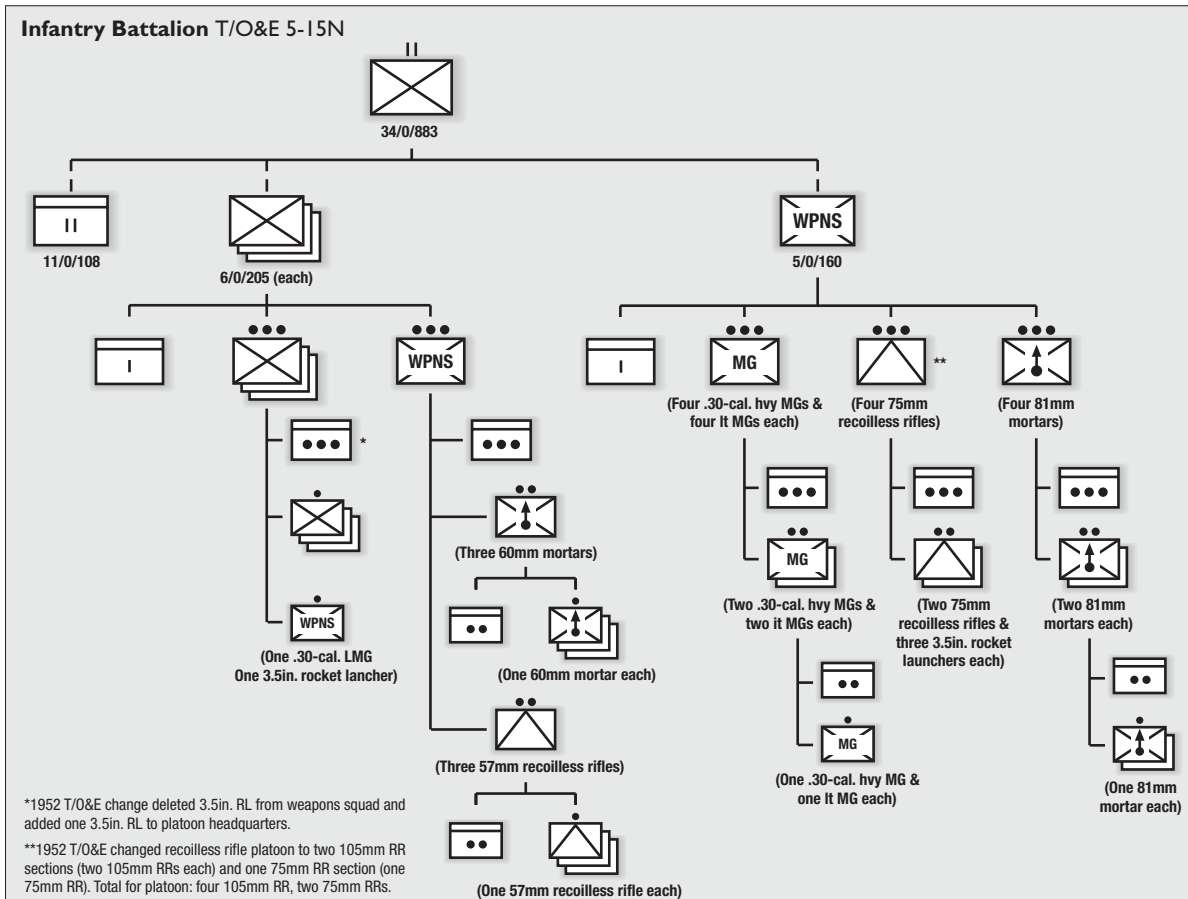 Infantry Battalion T/O&E 5-15N
II
34/0/883
II
11/0/108
6/0/205 (each)
WPNS
5/0/160
I
WPNS
I
MG
(Four .30-cal. hvy MGs &
four lt MGs each)
**
(Four 75mm
recoilless rifles)
(Four 81mm
mortars)
*
WPNS
(One .30-cal. LMG
One 3.5in. rocket lancher)
(Three 60mm mortars)
(One 60mm mortar each)
(Three 57mm recoilless rifles)
(One 57mm recoilless rifle each)
MG
(Two .30-cal. hvy MGs &
two it MGs each)
MG
(One .30-cal. hvy MG &
one lt MG each)
(Two 75mm
recoilless rifles &
three 3.5in. rocket
launchers each)
(Two 81mm
mortars each)
(One 81mm
mortar each)
*1952 T/O&E change deleted 3.5in. RL from weapons squad and
added one 3.5in. RL to platoon headquarters.
**1952 T/O&E changed recoilless rifle platoon to two 105mm RR
sections (two 105mm RRs each) and one 75mm RR section (one
75mm RR). Total for platoon: four 105mm RR, two 75mm RRs.